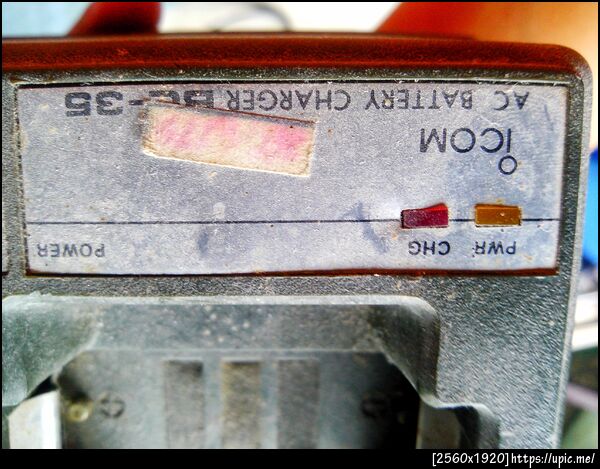 PWR CHG POWER
iCOM
AC BATTERY CHARGER BC-35
[2560x1920]https://upic.me/